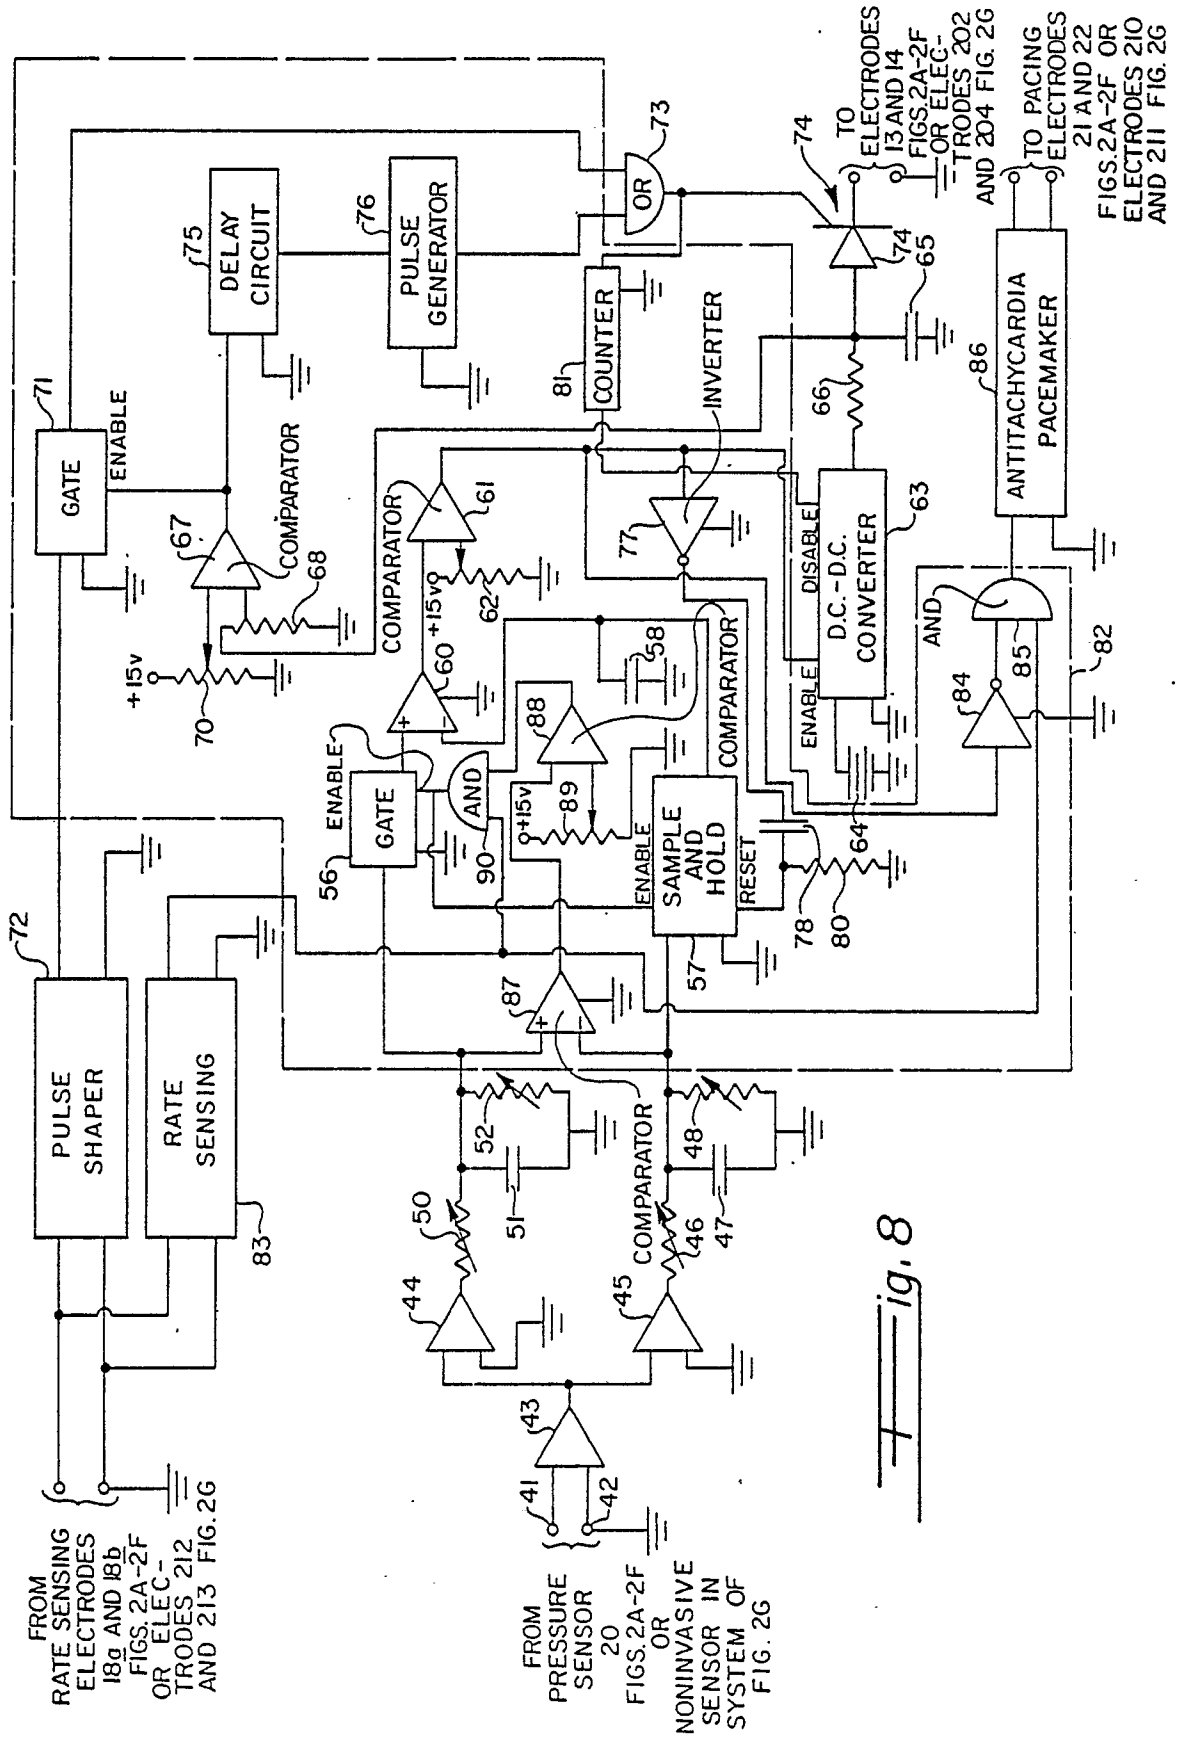 FROM
RATE SENSING
ELECTRODES
18a AND 18b
FIGS. 2A-2F
OR ELEC-
TRODES 212
AND 213 FIG. 2G
72
PULSE
SHAPER
RATE
SENSING
83
FROM
PRESSURE
SENSOR
20
FIGS. 2A-2F
OR
NONINVASIVE
SENSOR IN
SYSTEM OF
FIG. 2G
41
42
43
44
45
50
51
52
46
47
48
COMPARATOR
87
+
-
56
GATE
ENABLE
AND
90
+15v
89
88
COMPARATOR
57
SAMPLE
AND
HOLD
ENABLE
RESET
78
80
58
60
+
-
+15v
62
61
COMPARATOR
+15v
70
67
68
COMPARATOR
71
GATE
ENABLE
75
DELAY
CIRCUIT
76
PULSE
GENERATOR
73
OR
81
COUNTER
INVERTER
77
ENABLE
DISABLE
D.C.-D.C.
CONVERTER
63
64
66
65
74
74
TO
ELECTRODES
13 AND 14
FIGS. 2A-2F
OR ELEC-
TRODES 202
AND 204 FIG. 2G
84
AND
85
82
86
ANTITACHYCARDIA
PACEMAKER
TO PACING
ELECTRODES
21 AND 22
FIGS. 2A-2F OR
ELECTRODES 210
AND 211 FIG. 2G
Fig. 8